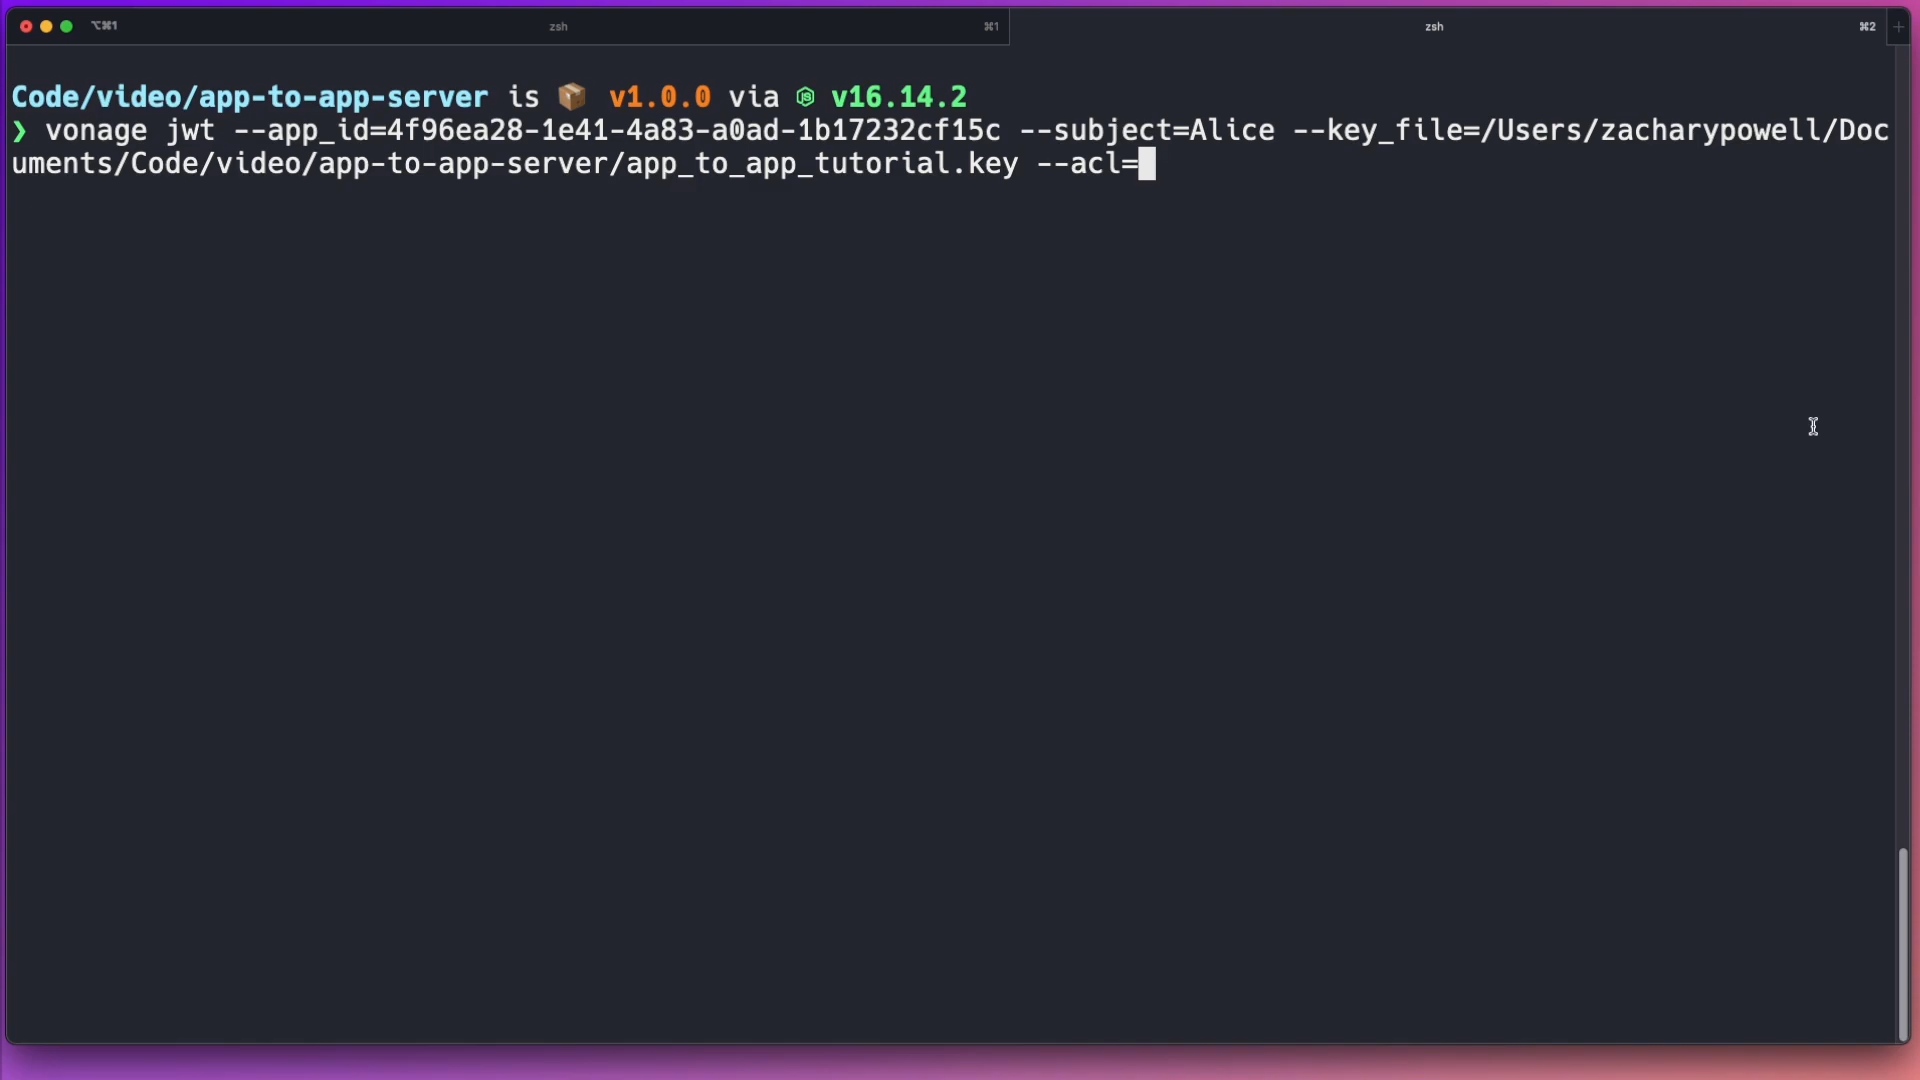 ⌥⌘1 zsh ⌘1 zsh ⌘2 +
Code/video/app-to-app-server is 📦 v1.0.0 via v16.14.2
❯ vonage jwt --app_id=4f96ea28-1e41-4a83-a0ad-1b17232cf15c --subject=Alice --key_file=/Users/zacharypowell/Doc
uments/Code/video/app-to-app-server/app_to_app_tutorial.key --acl=